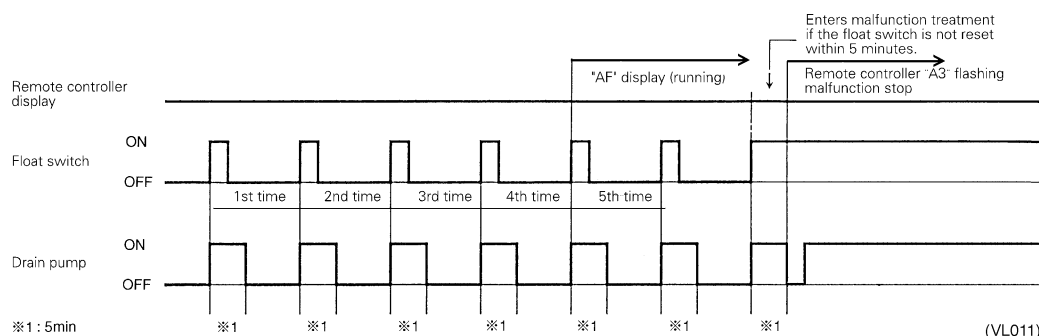 Enters malfunction treatment
if the float switch is not reset
within 5 minutes.
"AF" display (running)
Remote controller "A3" flashing
malfunction stop
Remote controller
display
ON
Float switch
OFF
1st time
2nd time
3rd time
4th time
5th time
ON
Drain pump
OFF
※1 : 5min
※1
※1
※1
※1
※1
※1
※1
(VL011)